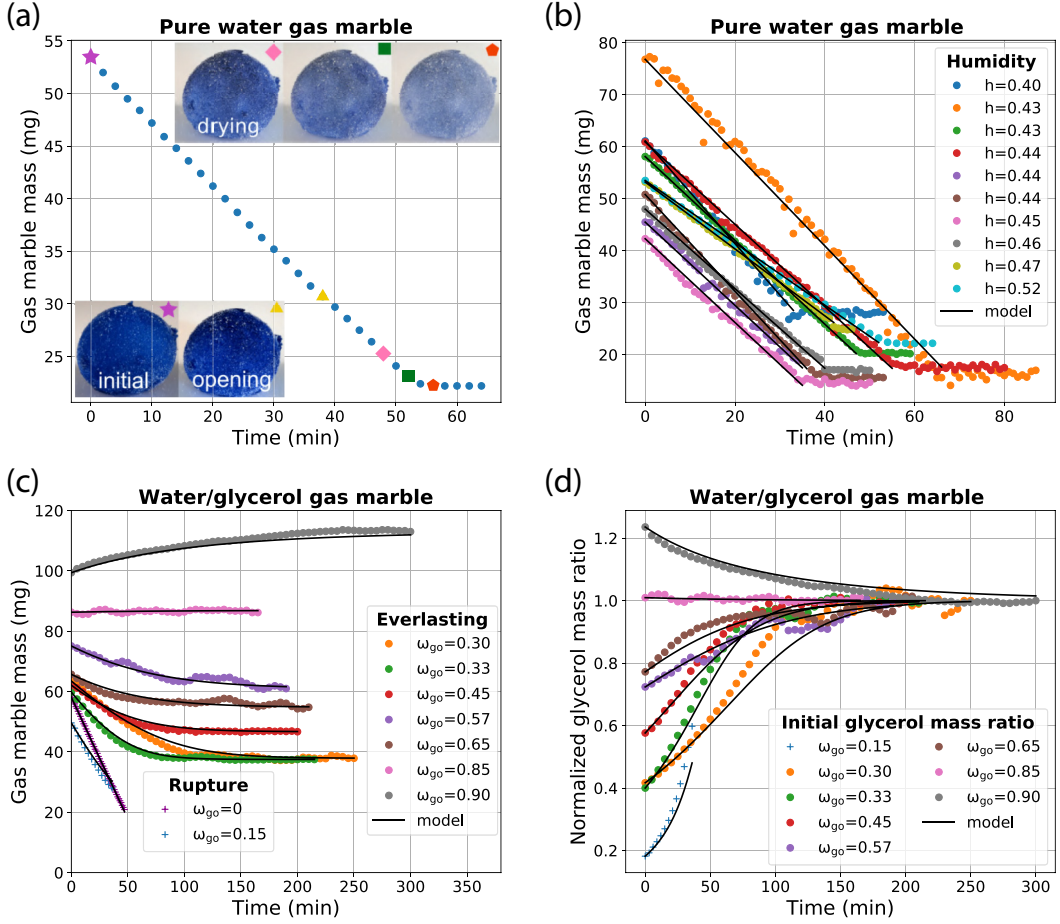 (a)
Pure water gas marble
Gas marble mass (mg)
55
50
45
40
35
30
25
drying
initial
opening
0
10
20
30
40
50
60
Time (min)
(b)
Pure water gas marble
Gas marble mass (mg)
80
70
60
50
40
30
20
Humidity
h=0.40
h=0.43
h=0.43
h=0.44
h=0.44
h=0.44
h=0.45
h=0.46
h=0.47
h=0.52
model
0
20
40
60
80
Time (min)
(c)
Water/glycerol gas marble
Gas marble mass (mg)
120
100
80
60
40
20
0
Everlasting
ω_go=0.30
ω_go=0.33
ω_go=0.45
ω_go=0.57
ω_go=0.65
ω_go=0.85
ω_go=0.90
model
Rupture
ω_go=0
ω_go=0.15
0
50
100
150
200
250
300
350
Time (min)
(d)
Water/glycerol gas marble
Normalized glycerol mass ratio
1.2
1.0
0.8
0.6
0.4
0.2
Initial glycerol mass ratio
ω_go=0.15
ω_go=0.30
ω_go=0.33
ω_go=0.45
ω_go=0.57
ω_go=0.65
ω_go=0.85
ω_go=0.90
model
0
50
100
150
200
250
300
Time (min)